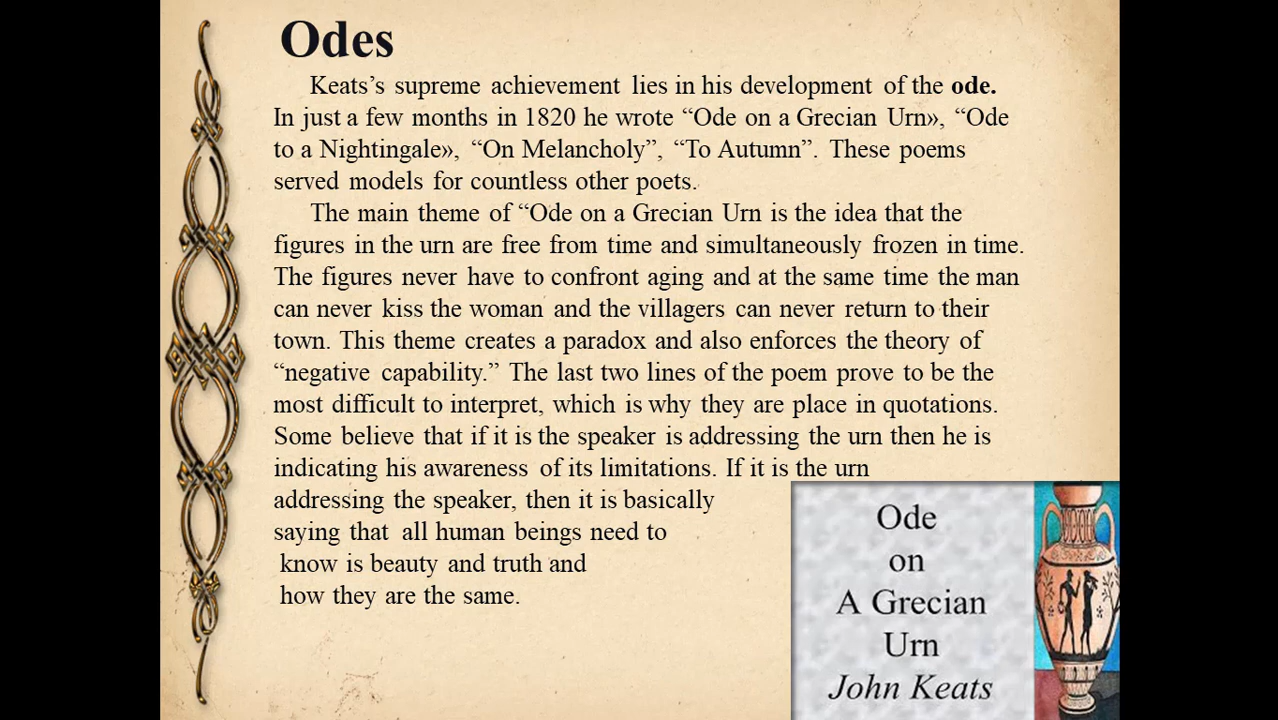 Odes
Keats’s supreme achievement lies in his development of the ode.
In just a few months in 1820 he wrote “Ode on a Grecian Urn», “Ode
to a Nightingale», “On Melancholy”, “To Autumn”. These poems
served models for countless other poets.
The main theme of “Ode on a Grecian Urn is the idea that the
figures in the urn are free from time and simultaneously frozen in time.
The figures never have to confront aging and at the same time the man
can never kiss the woman and the villagers can never return to their
town. This theme creates a paradox and also enforces the theory of
“negative capability.” The last two lines of the poem prove to be the
most difficult to interpret, which is why they are place in quotations.
Some believe that if it is the speaker is addressing the urn then he is
indicating his awareness of its limitations. If it is the urn
addressing the speaker, then it is basically
saying that all human beings need to
know is beauty and truth and
how they are the same.
Ode
on
A Grecian
Urn
John Keats